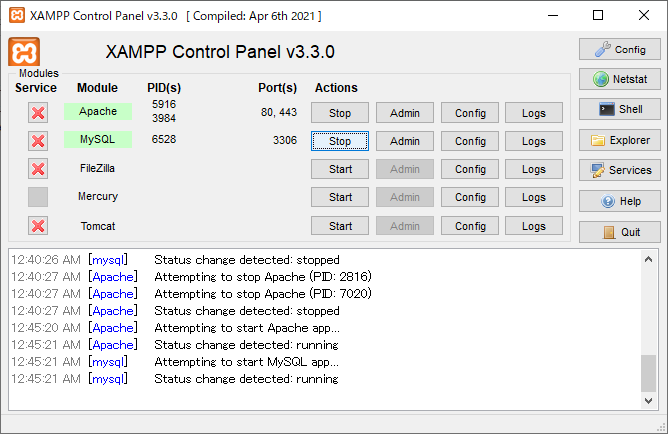 XAMPP Control Panel v3.3.0 [ Compiled: Apr 6th 2021 ]
XAMPP Control Panel v3.3.0
Config
Modules
Service Module PID(s) Port(s) Actions
Netstat
Apache 5916 3984 80, 443 Stop Admin Config Logs
Shell
MySQL 6528 3306 Stop Admin Config Logs
Explorer
FileZilla Start Admin Config Logs
Services
Mercury Start Admin Config Logs
Help
Tomcat Start Admin Config Logs
Quit
12:40:26 AM [mysql] Status change detected: stopped
12:40:27 AM [Apache] Attempting to stop Apache (PID: 2816)
12:40:27 AM [Apache] Attempting to stop Apache (PID: 7020)
12:40:27 AM [Apache] Status change detected: stopped
12:45:20 AM [Apache] Attempting to start Apache app...
12:45:21 AM [Apache] Status change detected: running
12:45:21 AM [mysql] Attempting to start MySQL app...
12:45:21 AM [mysql] Status change detected: running